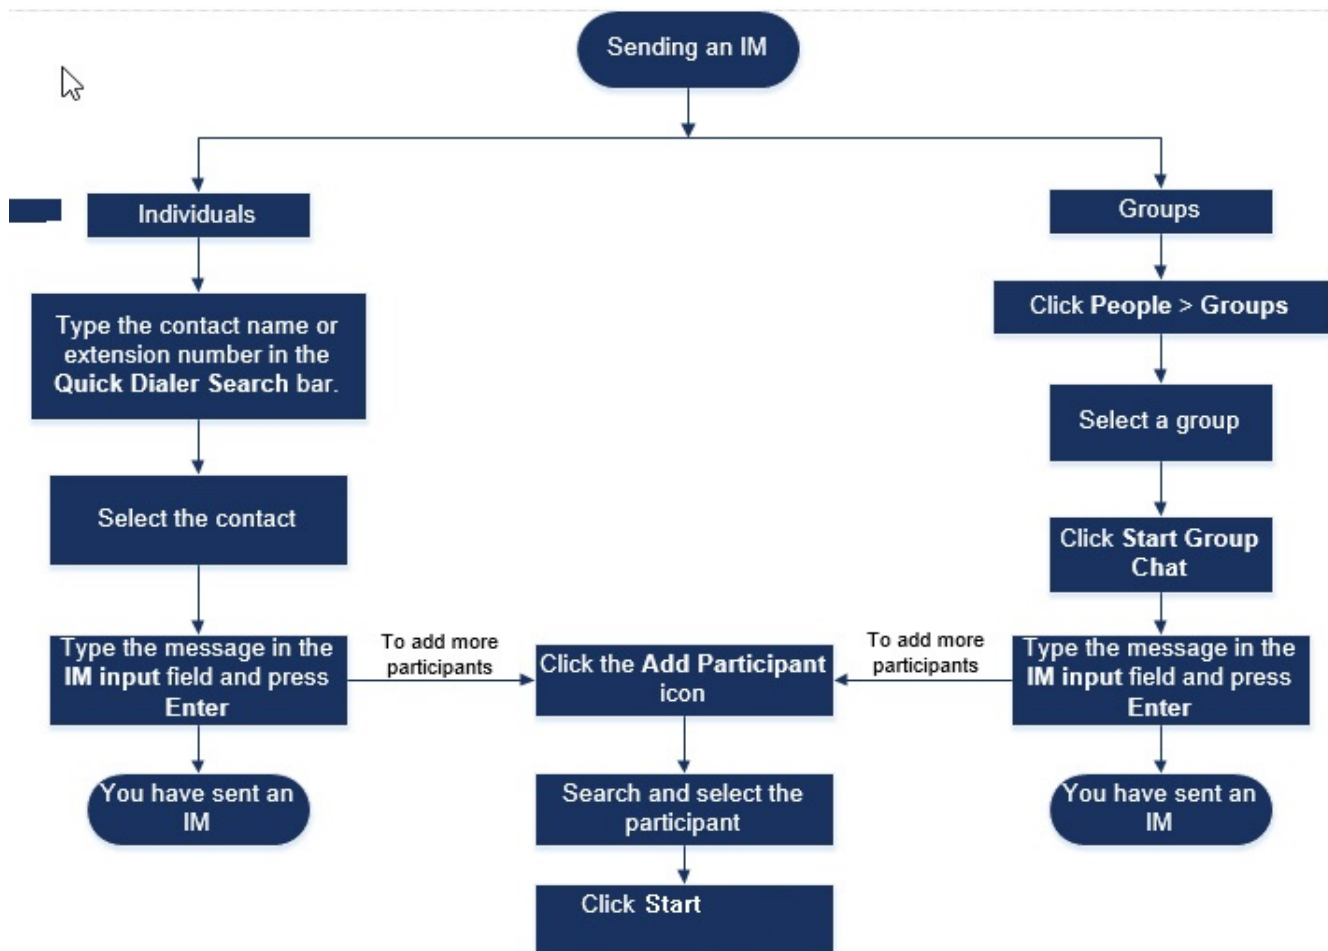 Sending an IM
Individuals
Type the contact name or
extension number in the
Quick Dialer Search bar.
Select the contact
Type the message in the
IM input field and press
Enter
You have sent an
IM
To add more
participants
Click the Add Participant
icon
Search and select the
participant
Click Start
Groups
Click People > Groups
Select a group
Click Start Group
Chat
To add more
participants
Type the message in the
IM input field and press
Enter
You have sent an
IM